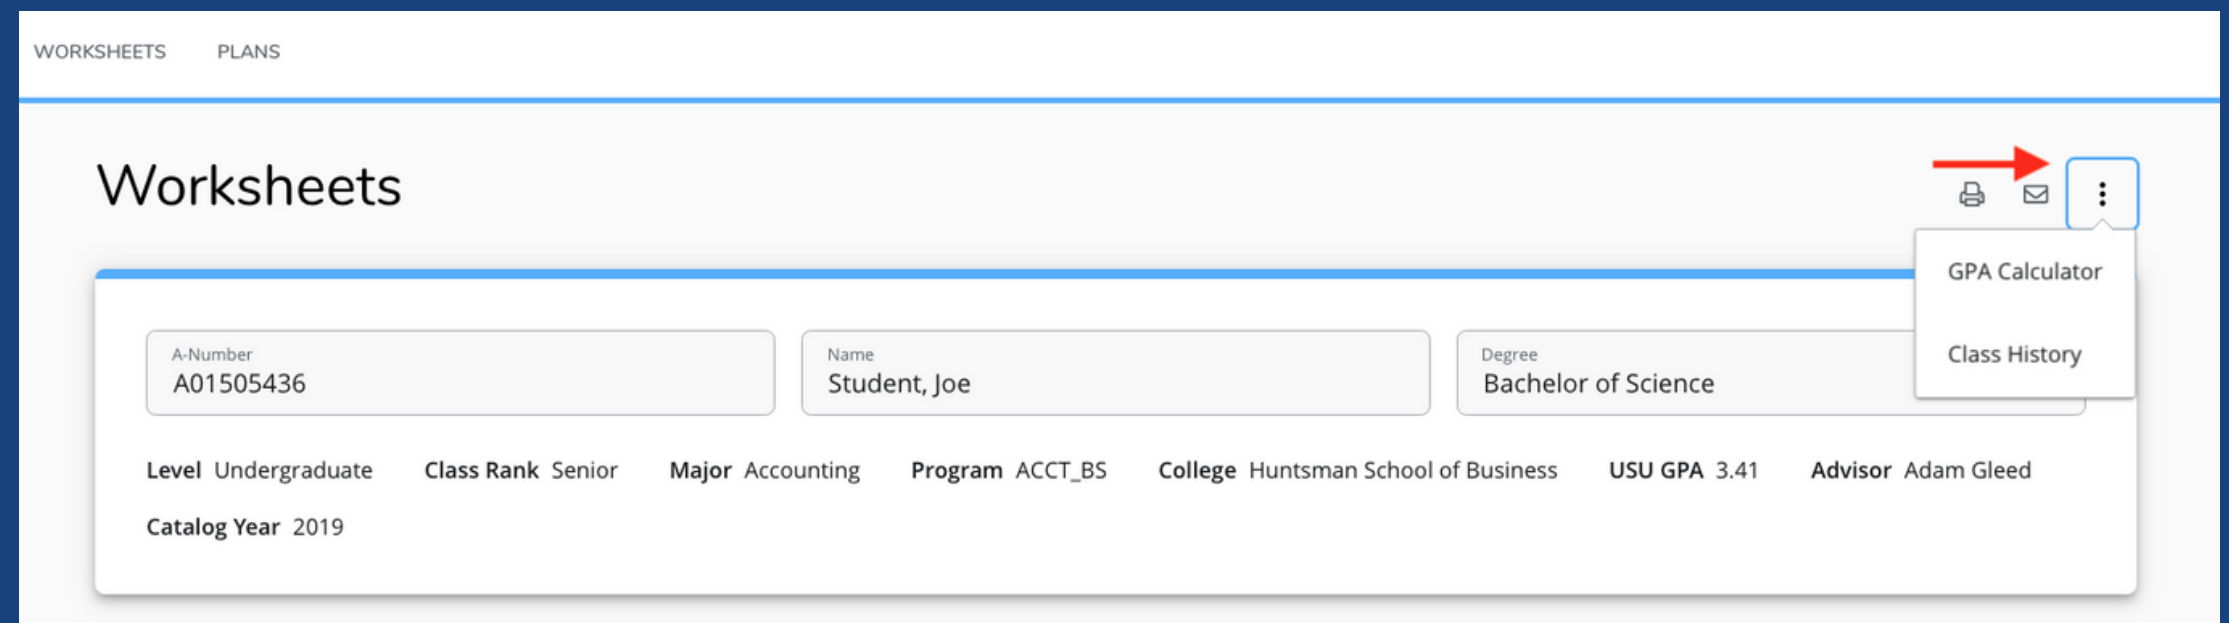 WORKSHEETS PLANS
Worksheets
GPA Calculator
Class History
A-Number
A01505436
Name
Student, Joe
Degree
Bachelor of Science
Level Undergraduate Class Rank Senior Major Accounting Program ACCT_BS College Huntsman School of Business USU GPA 3.41 Advisor Adam Gleed
Catalog Year 2019